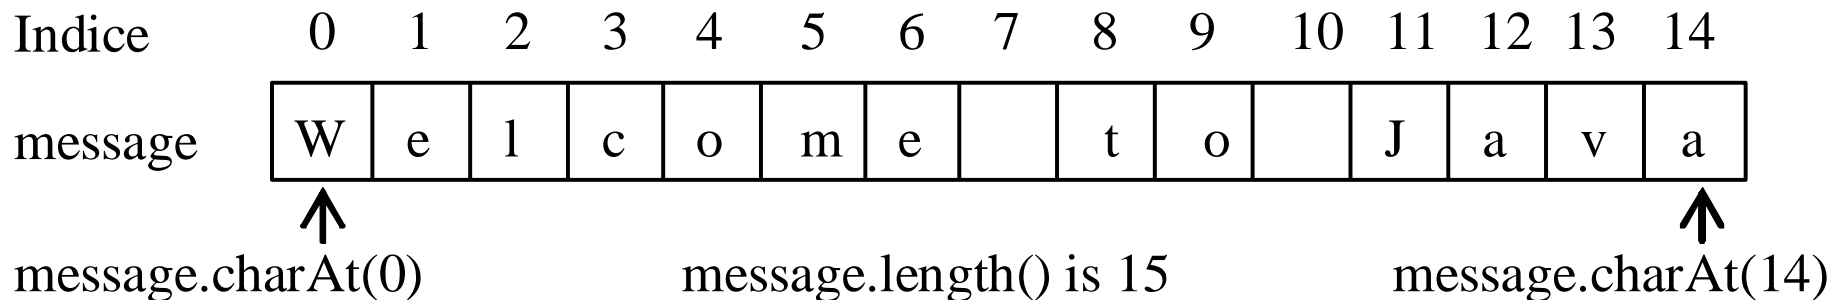 Indice 0 1 2 3 4 5 6 7 8 9 10 11 12 13 14
message W e l c o m e t o J a v a
message.charAt(0) message.length() is 15 message.charAt(14)